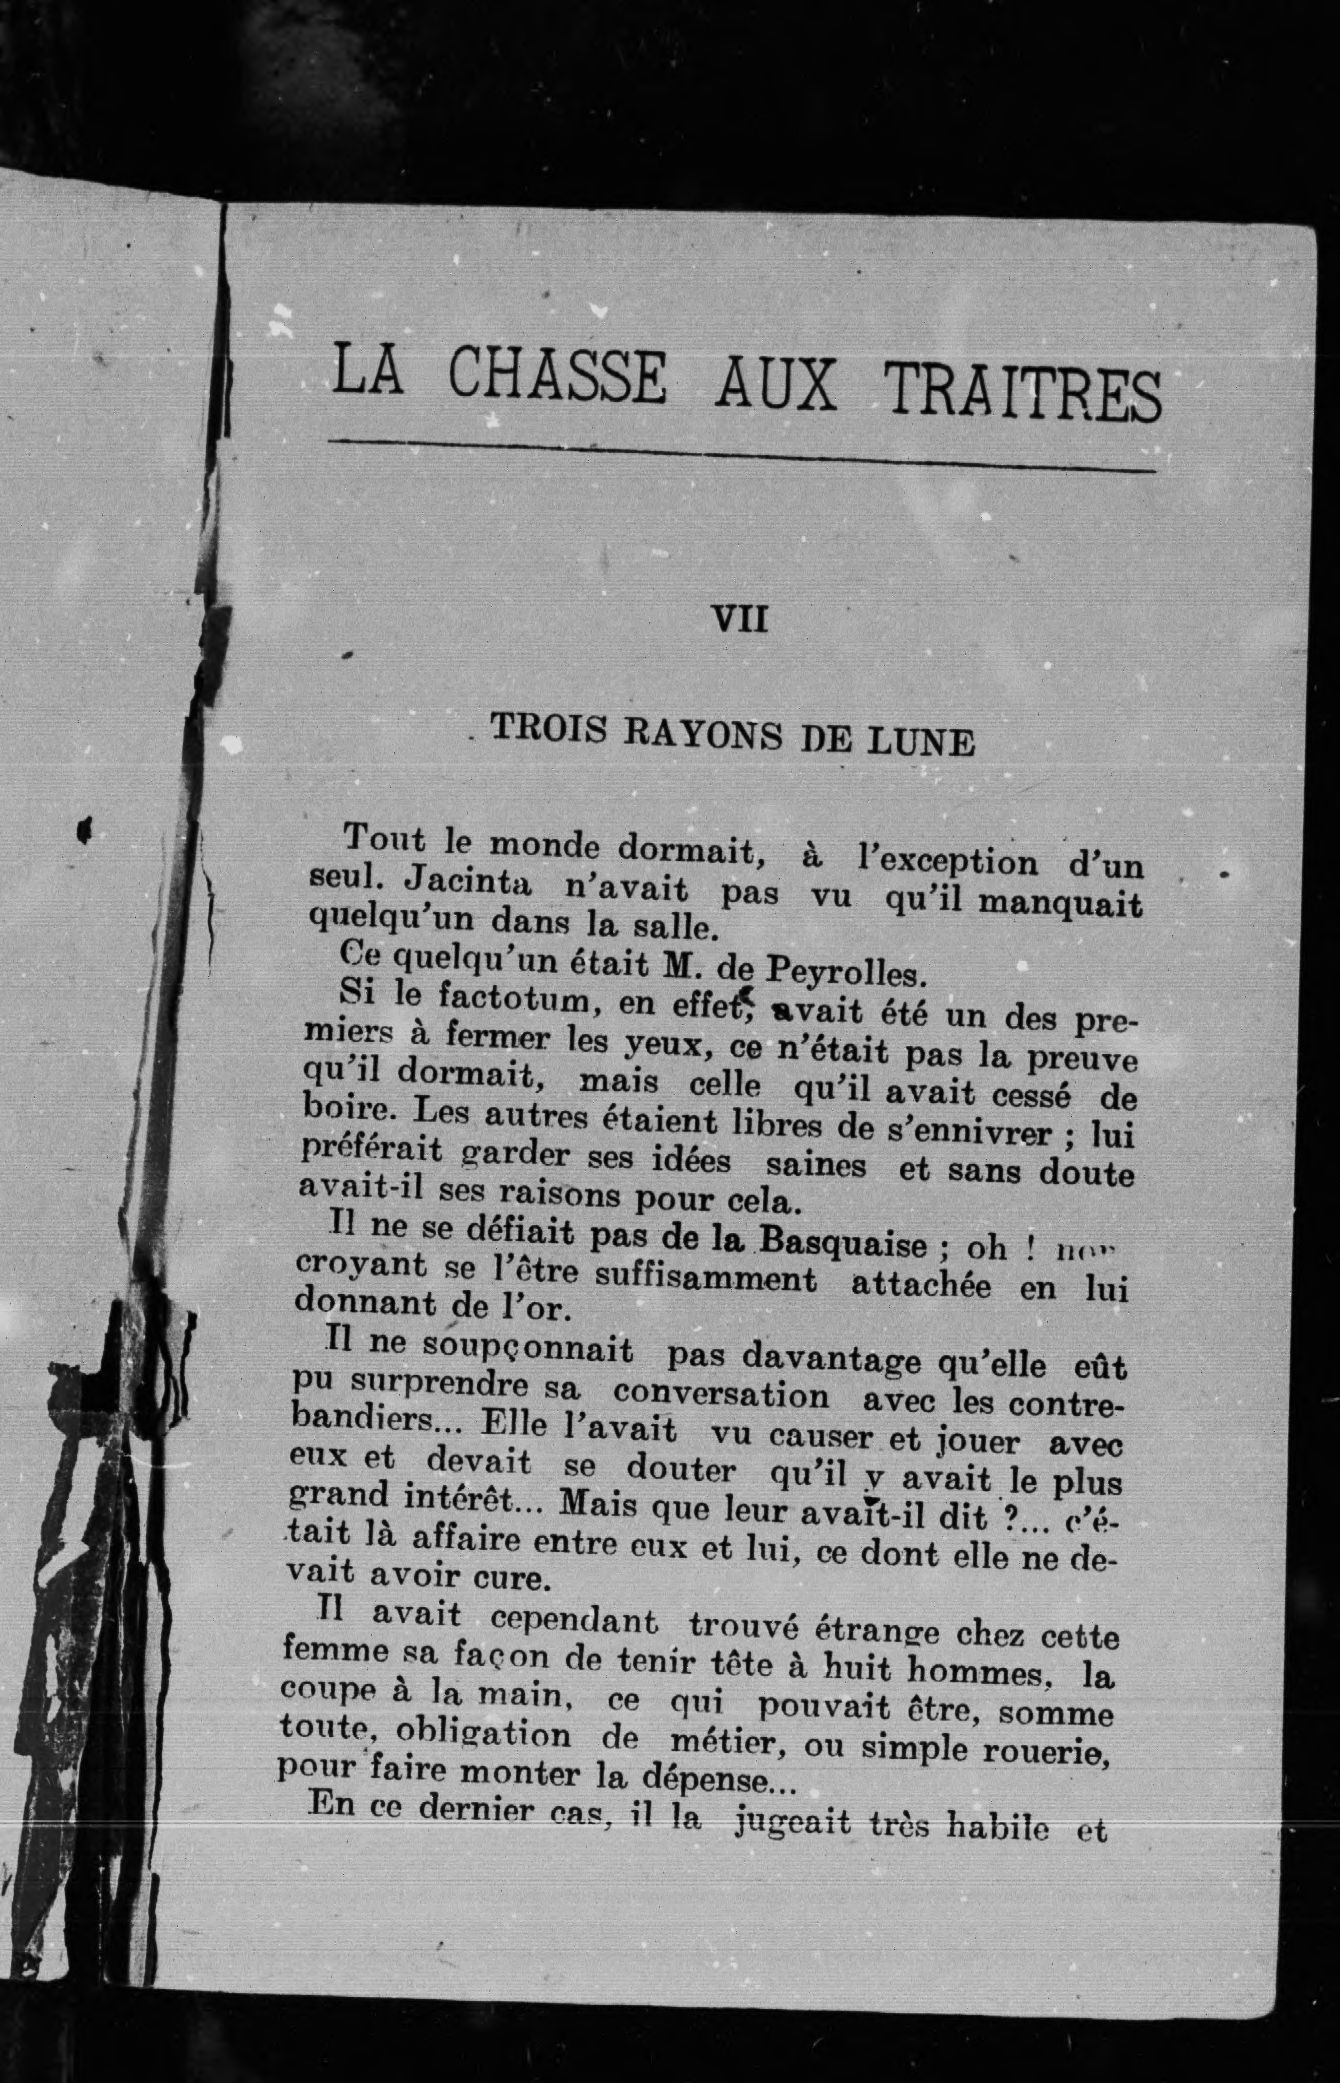 LA CHASSE AUX TRAITRES
VII
TROIS RAYONS DE LUNE
Tout le monde dormait, à l'exception d'un
seul. Jacinta n'avait pas vu qu'il manquait
quelqu'un dans la salle.
Ce quelqu'un était M. de Peyrolles.
Si le factotum, en effet, avait été un des pre-
miers à fermer les yeux, ce n'était pas la preuve
qu'il dormait, mais celle qu'il avait cessé de
boire. Les autres étaient libres de s'ennivrer ; lui
préférait garder ses idées saines et sans doute
avait-il ses raisons pour cela.
Il ne se défiait pas de la Basquaise ; oh !
croyant se l'être suffisamment attachée en lui
donnant de l'or.
Il ne soupçonnait pas davantage qu'elle eût
pu surprendre sa conversation avec les contre-
bandiers... Elle l'avait vu causer et jouer avec
eux et devait se douter qu'il y avait le plus
grand intérêt... Mais que leur avait-il dit ?... c'é-
tait là affaire entre eux et lui, ce dont elle ne de-
vait avoir cure.
Il avait cependant trouvé étrange chez cette
femme sa façon de tenir tête à huit hommes, la
coupe à la main, ce qui pouvait être, somme
toute, obligation de métier, ou simple rouerie,
pour faire monter la dépense...
En ce dernier cas, il la jugeait très habile et